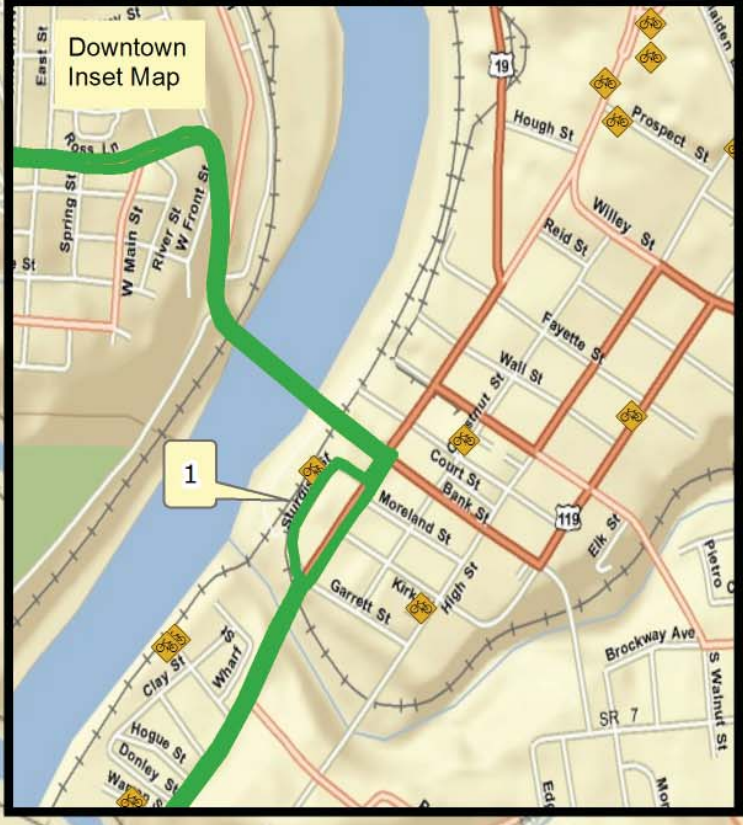 Downtown
Inset Map
East St
Ross Ln
Spring St
W Main St
River St
W Front St
St
19
Hough St
Prospect St
Willey St
Reid St
Fayette St
Wall St
Court St
Bank St
Moreland St
119
Elk St
1
High St
Garrett St
Pietro
Brockway Ave
S Walnut St
SR 7
Clay St
S
Wharf
Hogue St
Donley St